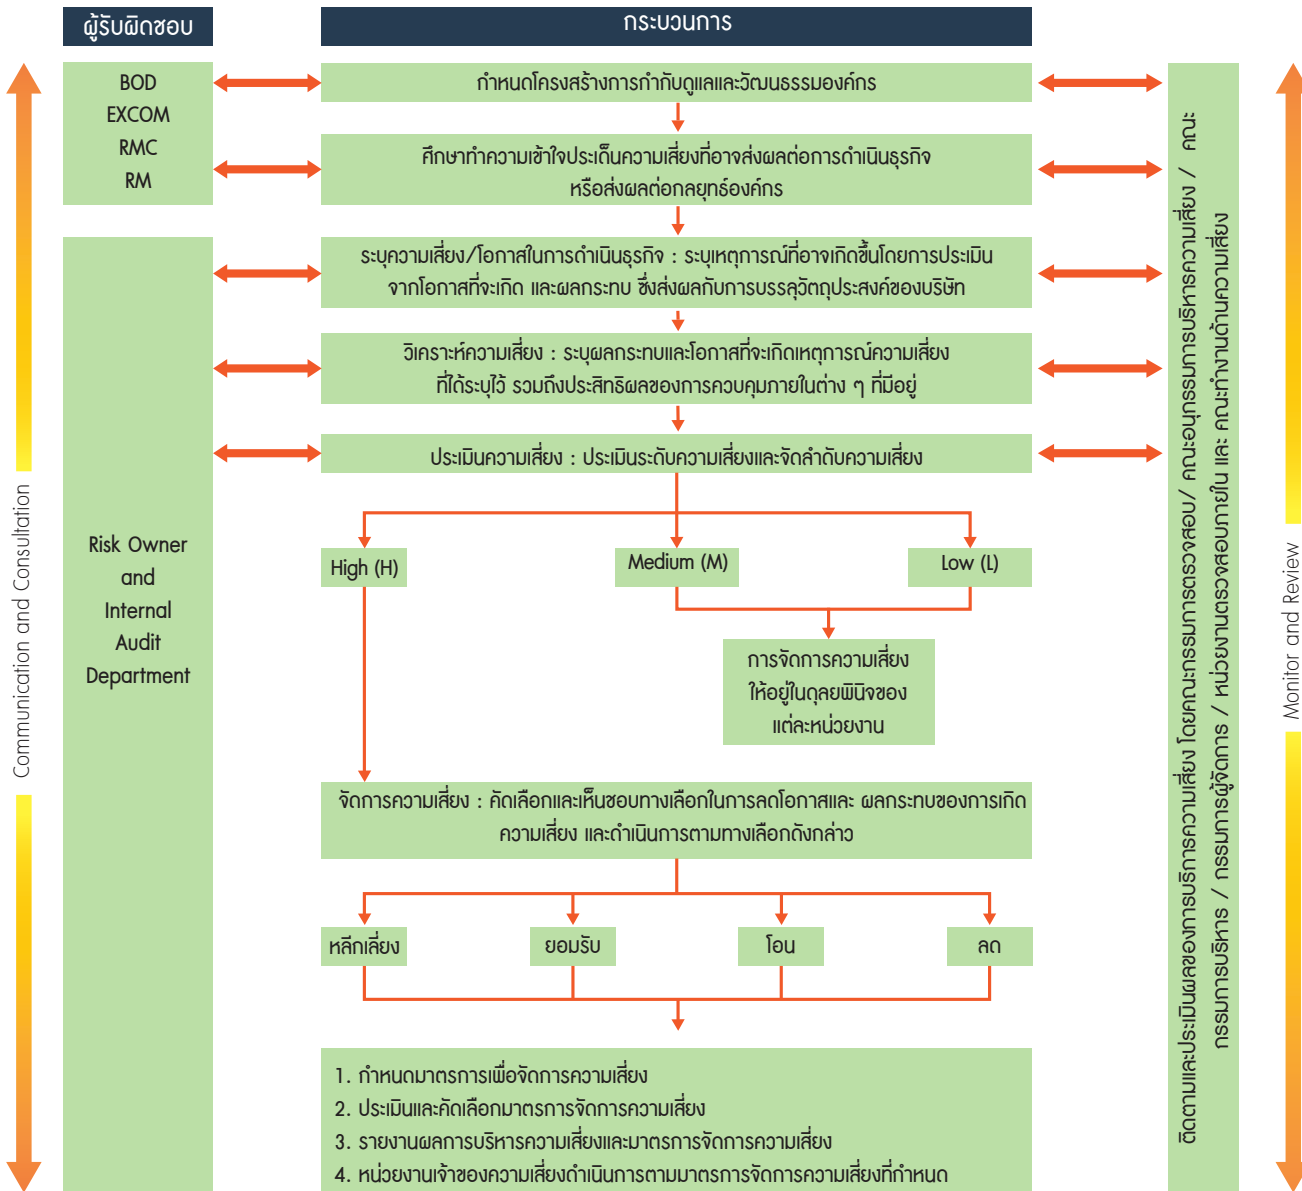 ผู้รับผิดชอบ
กระบวนการ
BOD
EXCOM
RMC
RM
กำหนดโครงสร้างการกำกับดูแลและวัฒนธรรมองค์กร
ศึกษาทำความเข้าใจประเด็นความเสี่ยงที่อาจส่งผลต่อการดำเนินธุรกิจ
หรือส่งผลต่อกลยุทธ์องค์กร
ระบุความเสี่ยง/โอกาสในการดำเนินธุรกิจ : ระบุเหตุการณ์ที่อาจเกิดขึ้นโดยการประเมิน
จากโอกาสที่จะเกิด และผลกระทบ ซึ่งส่งผลกับการบรรลุวัตถุประสงค์ของบริษัท
วิเคราะห์ความเสี่ยง : ระบุผลกระทบและโอกาสที่จะเกิดเหตุการณ์ความเสี่ยง
ที่ได้ระบุไว้ รวมถึงประสิทธิผลของการควบคุมภายในต่าง ๆ ที่มีอยู่
ประเมินความเสี่ยง : ประเมินระดับความเสี่ยงและจัดลำดับความเสี่ยง
Risk Owner
and
Internal
Audit
Department
High (H)
Medium (M)
Low (L)
การจัดการความเสี่ยง
ให้อยู่ในดุลยพินิจของ
แต่ละหน่วยงาน
จัดการความเสี่ยง : คัดเลือกและเห็นชอบทางเลือกในการลดโอกาสและ ผลกระทบของการเกิด
ความเสี่ยง และดำเนินการตามทางเลือกดังกล่าว
หลีกเลี่ยง
ยอมรับ
โอน
ลด
1. กำหนดมาตรการเพื่อจัดการความเสี่ยง
2. ประเมินและคัดเลือกมาตรการจัดการความเสี่ยง
3. รายงานผลการบริหารความเสี่ยงและมาตรการจัดการความเสี่ยง
4. หน่วยงานเจ้าของความเสี่ยงดำเนินการตามมาตรการจัดการความเสี่ยงที่กำหนด
Communication and Consultation
ติดตามและประเมินผลของการบริการความเสี่ยง โดยคณะกรรมการตรวจสอบ/ คณะอนุกรรมการบริหารความเสี่ยง / คณะ
กรรมการบริหาร / กรรมการผู้จัดการ / หน่วยงานตรวจสอบภายใน และ คณะทำงานด้านความเสี่ยง
Monitor and Review